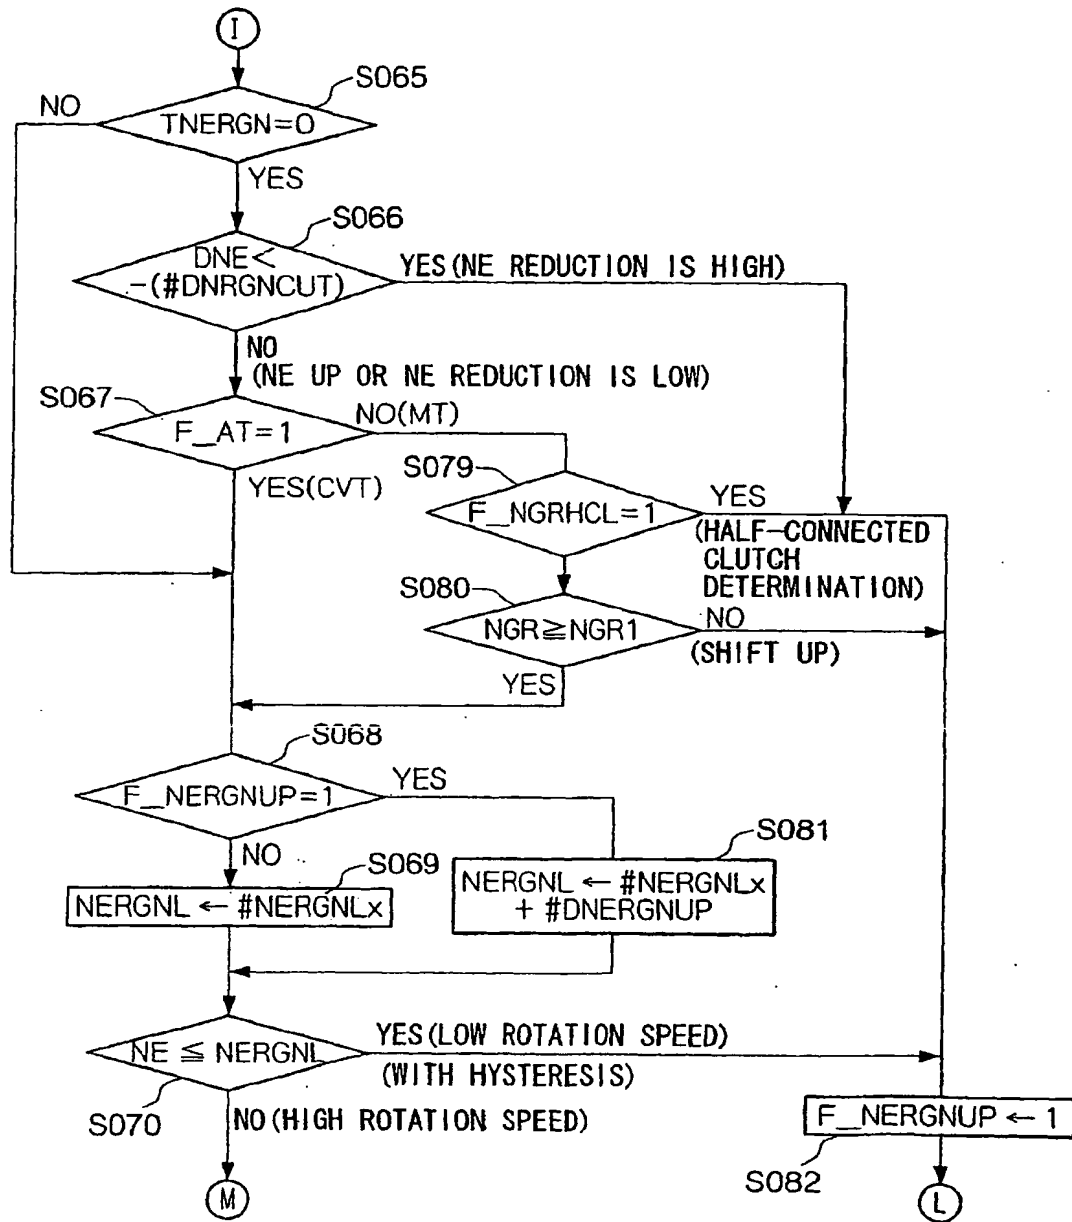 I
S065
NO
TNERGN=0
YES
S066
DNE<
-(#DNRGNCUT)
YES(NE REDUCTION IS HIGH)
NO
(NE UP OR NE REDUCTION IS LOW)
S067
NO(MT)
F_AT=1
S079
YES(CVT)
YES
F_NGRHCL=1
(HALF-CONNECTED
CLUTCH
DETERMINATION)
S080
NO
NGR≧NGR1
(SHIFT UP)
YES
S068
YES
F_NERGNUP=1
S081
NO
S069
NERGNL ← #NERGNLx
NERGNL ← #NERGNLx
+ #DNERGNUP
YES(LOW ROTATION SPEED)
NE ≦ NERGNL
(WITH HYSTERESIS)
S070
NO(HIGH ROTATION SPEED)
F_NERGNUP ← 1
S082
M
L